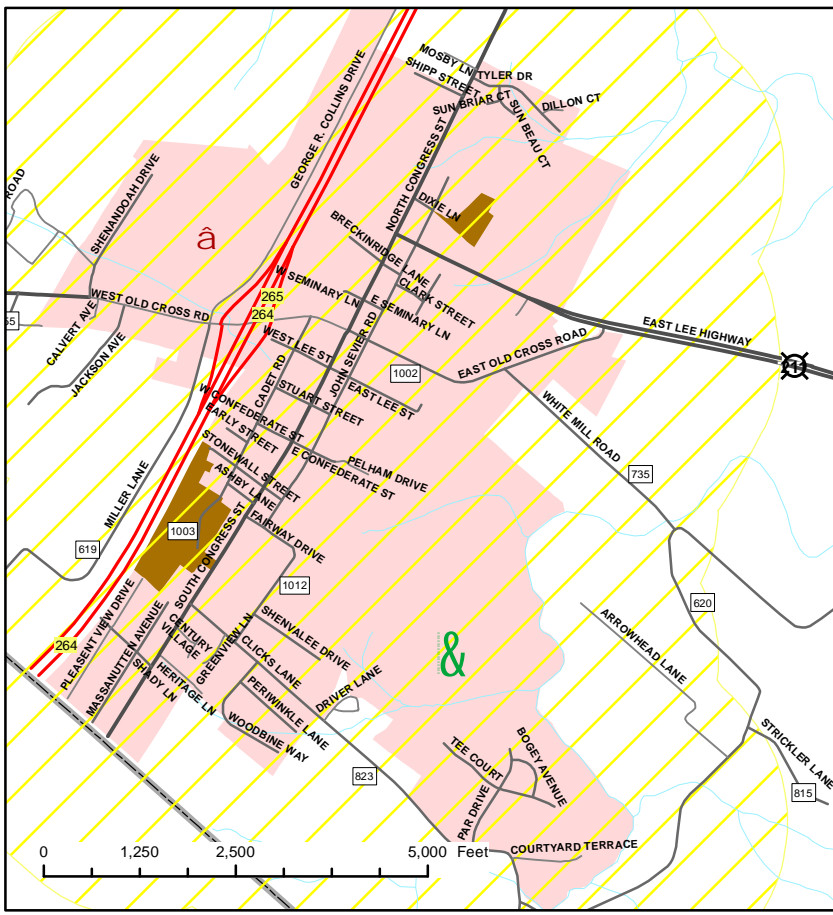 MOSBY LN
TYLER DR
SHIPP STREET
SUN BRIAR CT
DILLON CT
SUN BEAU CT
GEORGE R. COLLINS DRIVE
NORTH CONGRESS ST
SHENANDOAH DRIVE
ROAD
DIXIE LN
â
BRECKINRIDGE LANE
CLARK STREET
W SEMINARY LN
E SEMINARY LN
265
264
WEST OLD CROSS RD
CALVERT AVE
JACKSON AVE
EAST LEE HIGHWAY
EAST OLD CROSS ROAD
JOHN SEVIER RD
WEST LEE ST
EAST LEE ST
1002
CADET RD
STUART STREET
W CONFEDERATE ST
EARLY STREET
E CONFEDERATE ST
PELHAM DRIVE
WHITE MILL ROAD
735
STONEWALL STREET
ASHBY LANE
MILLER LANE
1003
619
SOUTH CONGRESS ST
FAIRWAY DRIVE
1012
620
PLEASENT VIEW DRIVE
MASSANUTTEN AVENUE
CENTURY
VILLAGE
GREENVIEW LN
SHENVALEE DRIVE
CLICKS LANE
ARROWHEAD LANE
&
264
HERITAGE LN
SHADY LN
PERIWINKLE LANE
DRIVER LANE
WOODBINE WAY
823
TEE COURT
BOGEY AVENUE
PAR DRIVE
STRICKLER LANE
815
COURTYARD TERRACE
0 1,250 2,500 5,000 Feet